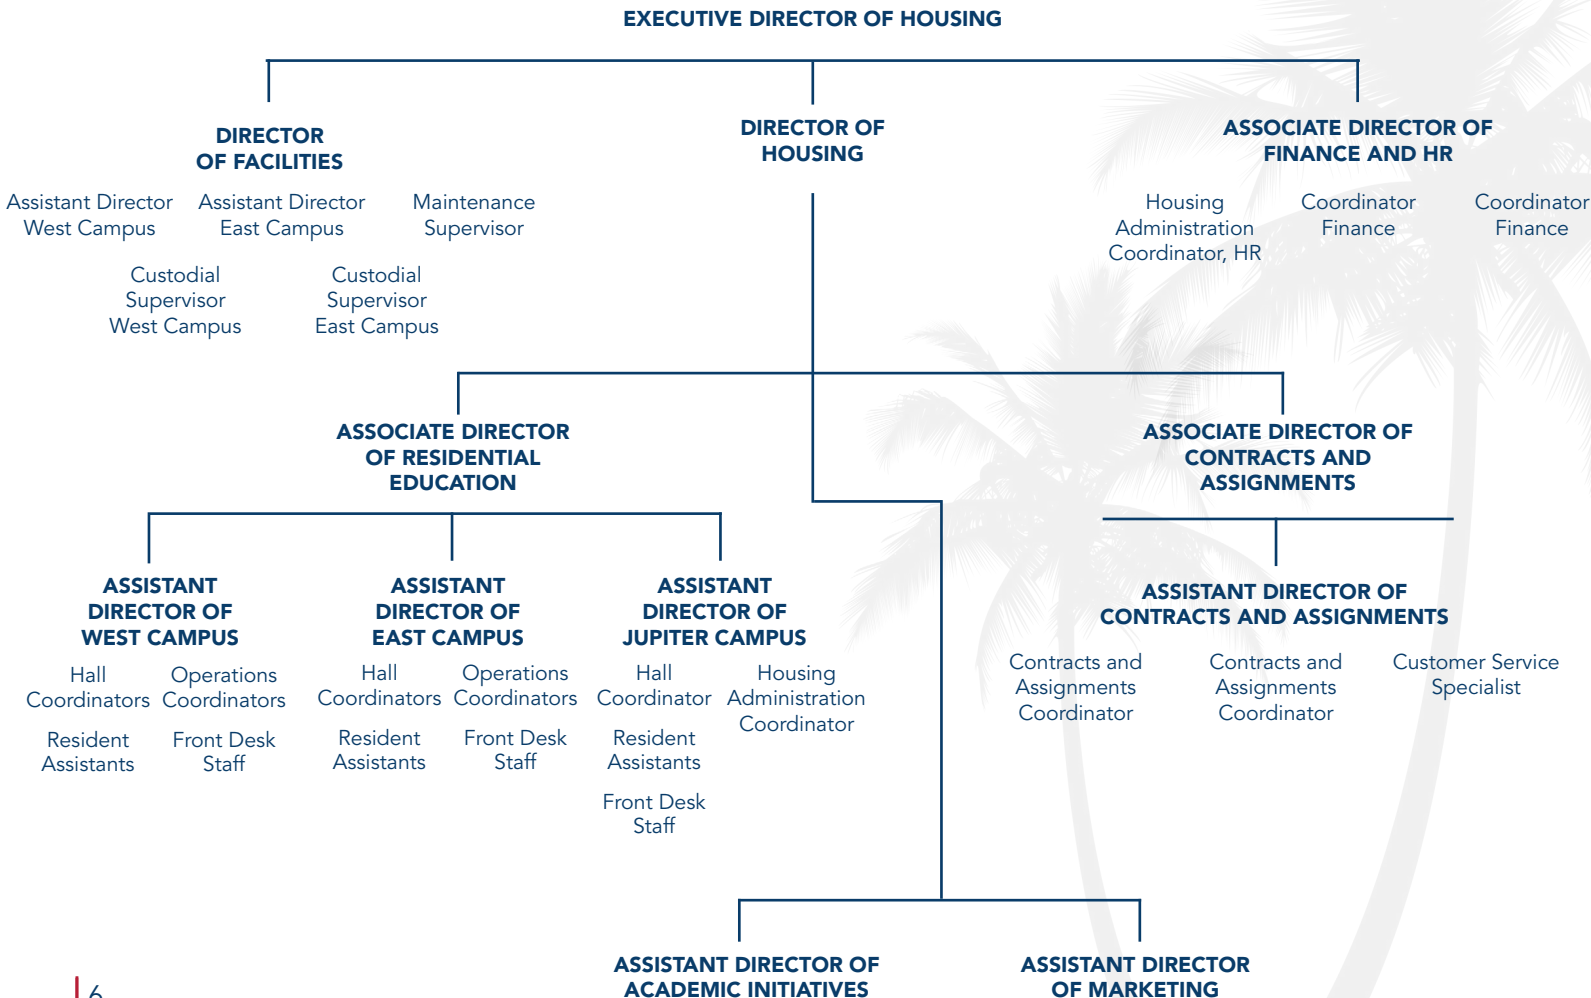 EXECUTIVE DIRECTOR OF HOUSING
DIRECTOR
OF FACILITIES
Assistant Director
West Campus
Assistant Director
East Campus
Maintenance
Supervisor
Custodial
Supervisor
West Campus
Custodial
Supervisor
East Campus
DIRECTOR OF
HOUSING
ASSOCIATE DIRECTOR OF
FINANCE AND HR
Housing
Administration
Coordinator, HR
Coordinator
Finance
Coordinator
Finance
ASSOCIATE DIRECTOR
OF RESIDENTIAL
EDUCATION
ASSOCIATE DIRECTOR OF
CONTRACTS AND
ASSIGNMENTS
ASSISTANT
DIRECTOR OF
WEST CAMPUS
Hall
Coordinators
Operations
Coordinators
Resident
Assistants
Front Desk
Staff
ASSISTANT
DIRECTOR OF
EAST CAMPUS
Hall
Coordinators
Operations
Coordinators
Resident
Assistants
Front Desk
Staff
ASSISTANT
DIRECTOR OF
JUPITER CAMPUS
Hall
Coordinator
Housing
Administration
Coordinator
Resident
Assistants
Front Desk
Staff
ASSISTANT DIRECTOR OF
CONTRACTS AND ASSIGNMENTS
Contracts and
Assignments
Coordinator
Contracts and
Assignments
Coordinator
Customer Service
Specialist
ASSISTANT DIRECTOR OF
ACADEMIC INITIATIVES
ASSISTANT DIRECTOR
OF MARKETING
6